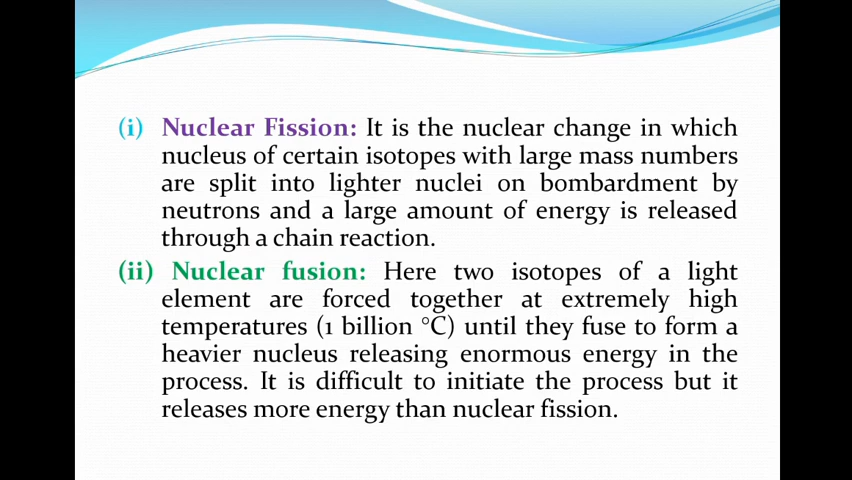 (i) Nuclear Fission: It is the nuclear change in which
nucleus of certain isotopes with large mass numbers
are split into lighter nuclei on bombardment by
neutrons and a large amount of energy is released
through a chain reaction.
(ii) Nuclear fusion: Here two isotopes of a light
element are forced together at extremely high
temperatures (1 billion °C) until they fuse to form a
heavier nucleus releasing enormous energy in the
process. It is difficult to initiate the process but it
releases more energy than nuclear fission.